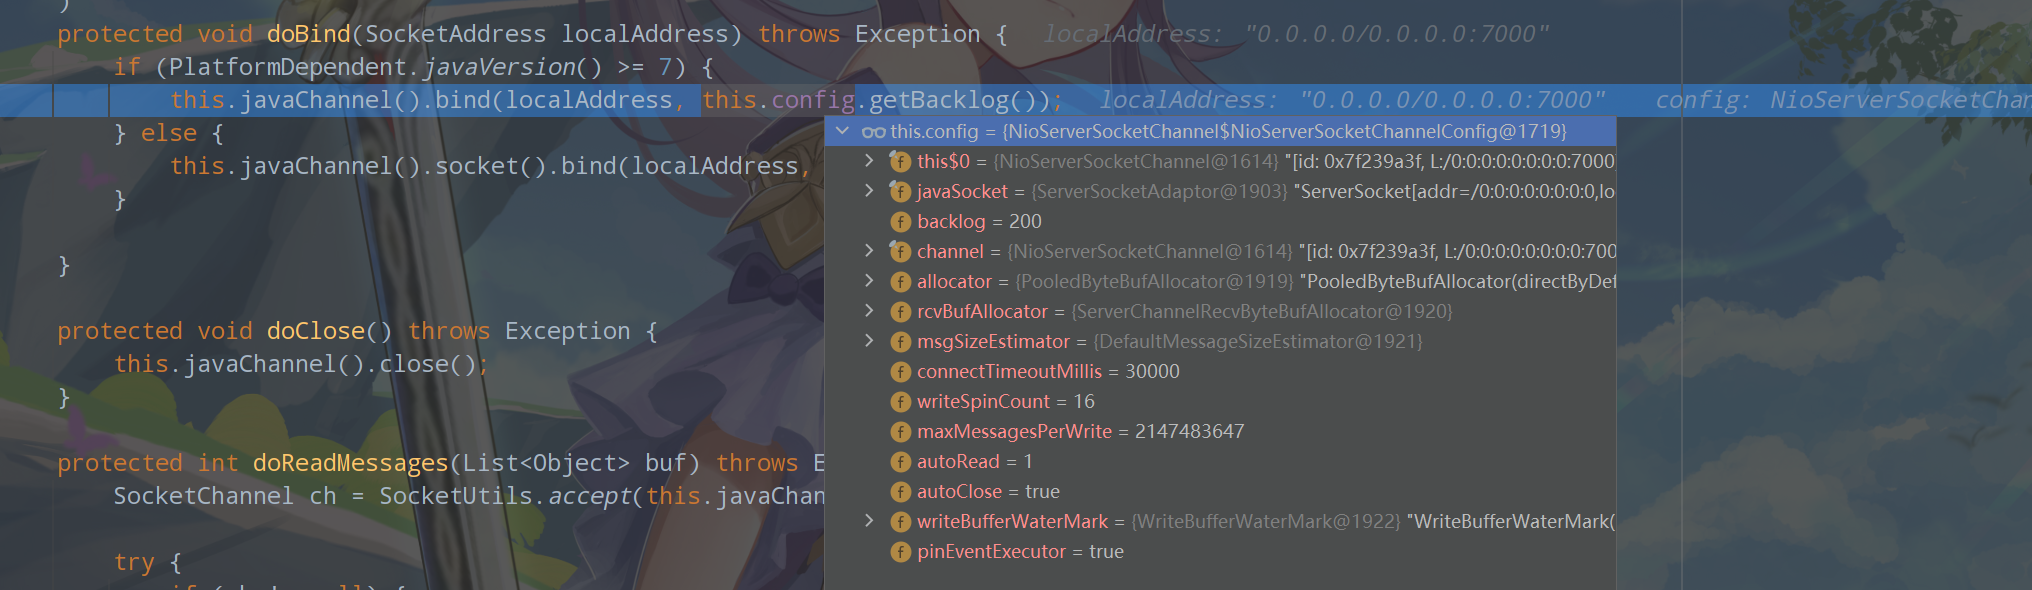 }
protected void doBind(SocketAddress localAddress) throws Exception {   localAddress: "0.0.0.0/0.0.0.0:7000"
if (PlatformDependent.javaVersion() >= 7) {
this.javaChannel().bind(localAddress, this.config.getBacklog());   localAddress: "0.0.0.0/0.0.0.0:7000"   config: NioServerSocketChan
this.config = {NioServerSocketChannel$NioServerSocketChannelConfig@1719}
} else {
this$0 = {NioServerSocketChannel@1614} "[id: 0x7f239a3f, L:/0:0:0:0:0:0:0:0:7000
this.javaChannel().socket().bind(localAddress,
javaSocket = {ServerSocketAdaptor@1903} "ServerSocket[addr=/0:0:0:0:0:0:0:0,lo
}
backlog = 200
channel = {NioServerSocketChannel@1614} "[id: 0x7f239a3f, L:/0:0:0:0:0:0:0:0:700
}
allocator = {PooledByteBufAllocator@1919} "PooledByteBufAllocator(directByDef
rcvBufAllocator = {ServerChannelRecvByteBufAllocator@1920}
protected void doClose() throws Exception {
msgSizeEstimator = {DefaultMessageSizeEstimator@1921}
this.javaChannel().close();
connectTimeoutMillis = 30000
}
writeSpinCount = 16
maxMessagesPerWrite = 2147483647
protected int doReadMessages(List<Object> buf) throws E
autoRead = 1
SocketChannel ch = SocketUtils.accept(this.javaChan
autoClose = true
writeBufferWaterMark = {WriteBufferWaterMark@1922} "WriteBufferWaterMark(
try {
pinEventExecutor = true